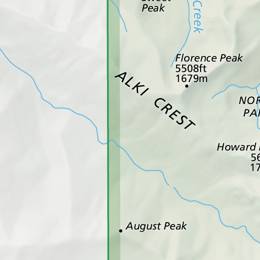 Peak
Creek
Florence Peak
5508ft
1679m
ALKI CREST
Howard
August Peak